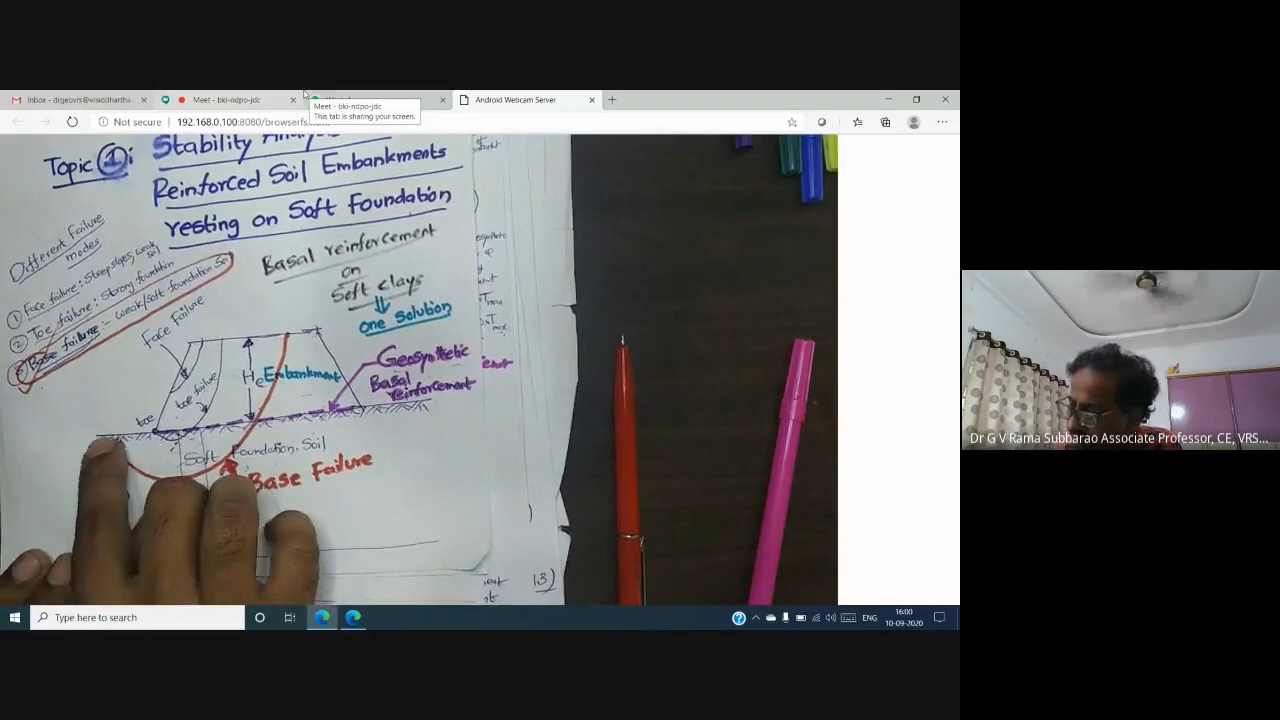 Inbox - drgeovrs@vrsiddhartha.
Meet - bki-ndpo-jdc
Android Webcam Server
Meet - bki-ndpo-jdc
This tab is sharing your screen.
Not secure
192.168.0.100:8080/browserfs.
Topic 1:
Stability
Reinforced Soil Embankments
resting on Soft Foundation
Different Failure
modes
① Face failure: Steep slopes, weak
soil
② Toe failure: Strong foundation
③ Base failure:- weak/soft foundation
Basal reinforcement
on
Soft clays
One Solution
Face Failure
toe
toe failure
He
Embankment
Geosynthetic
Basal
reinforcement
Soft Foundation Soil
Base Failure
13)
Dr G V Rama Subbarao Associate Professor, CE, VRS...
Type here to search
ENG
16:00
10-09-2020